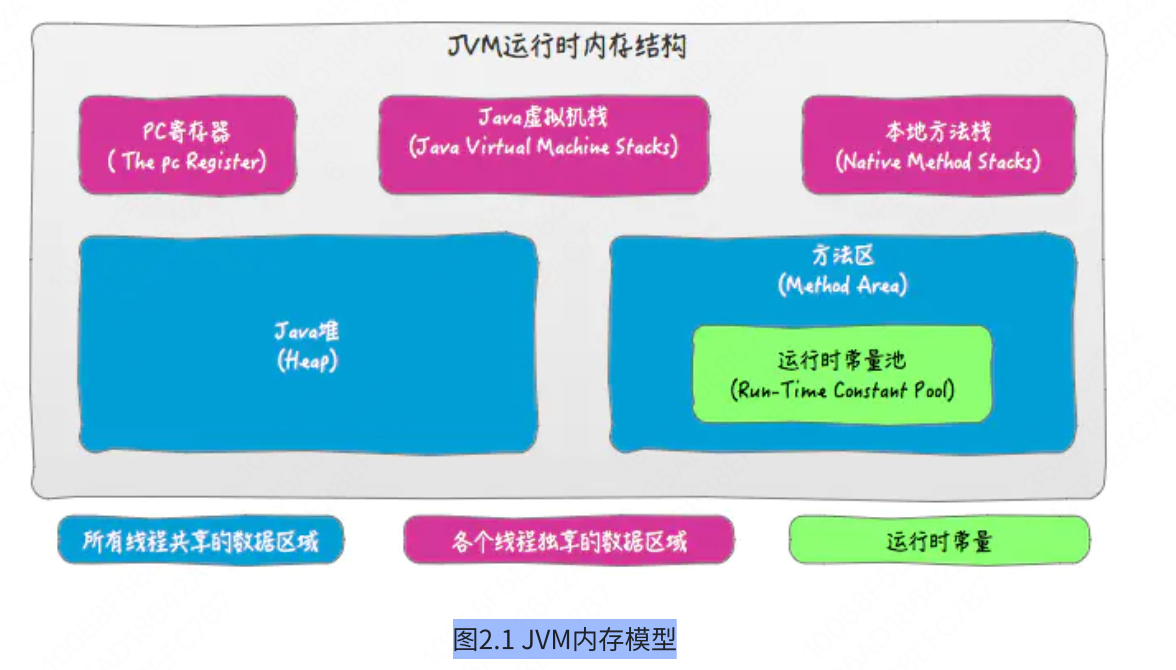 JVM运行时内存结构
PC寄存器
( The pc Register)
Java虚拟机栈
(Java Virtual Machine Stacks)
本地方法栈
(Native Method Stacks)
Java堆
(Heap)
方法区
(Method Area)
运行时常量池
(Run-Time Constant Pool)
所有线程共享的数据区域
各个线程独享的数据区域
运行时常量
图2.1 JVM内存模型